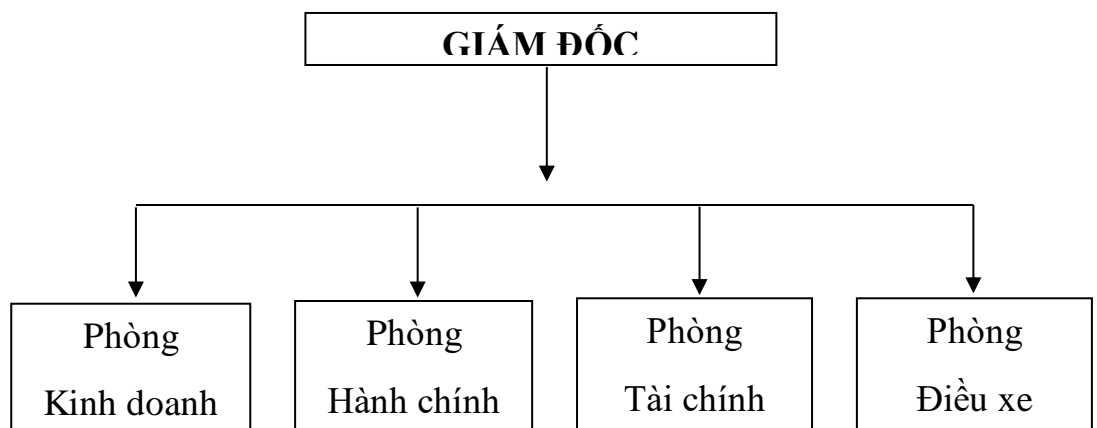 GIÁM ĐỐC
Phòng
Kinh doanh
Phòng
Hành chính
Phòng
Tài chính
Phòng
Điều xe